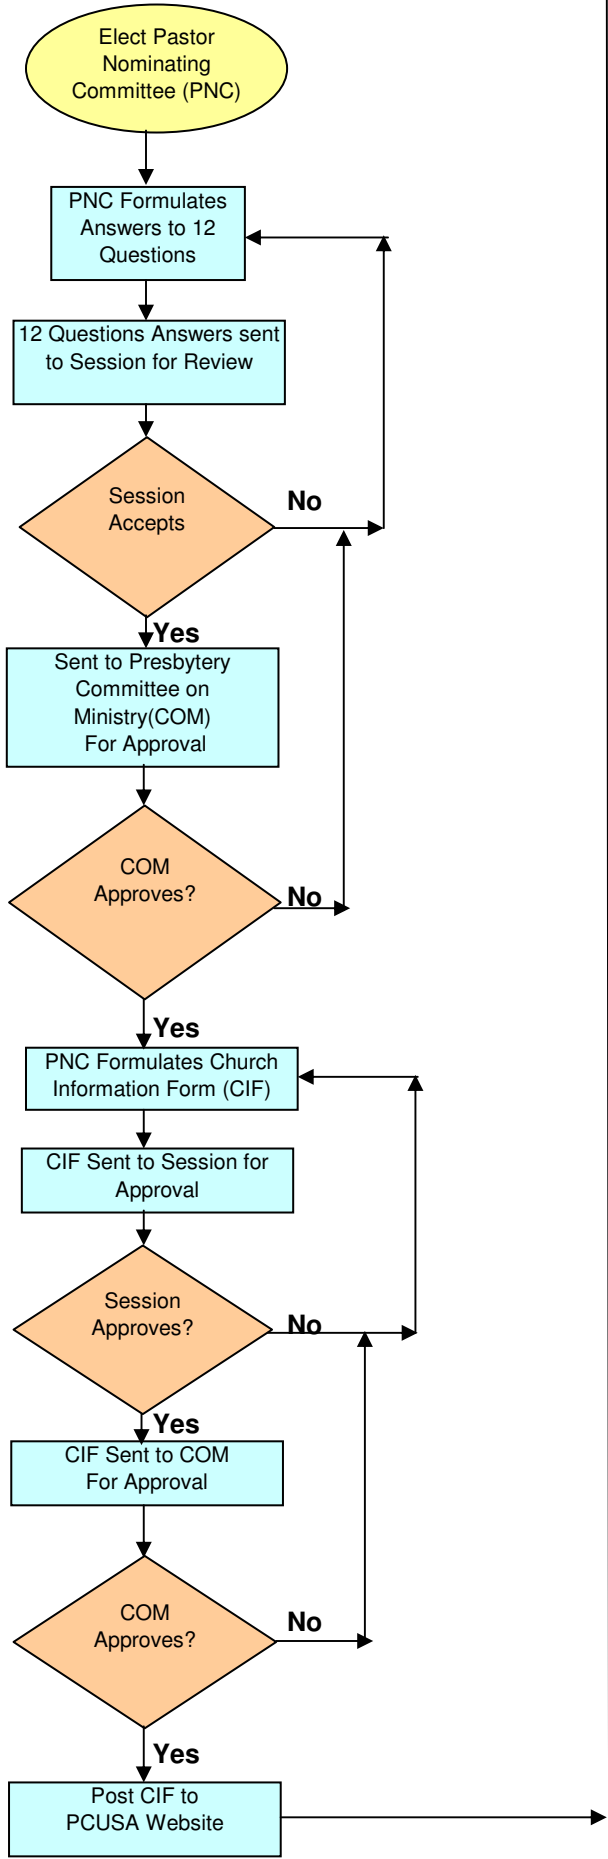 Elect Pastor
Nominating
Committee (PNC)
PNC Formulates
Answers to 12
Questions
12 Questions Answers sent
to Session for Review
Session
Accepts
No
Yes
Sent to Presbytery
Committee on
Ministry(COM)
For Approval
COM
Approves?
No
Yes
PNC Formulates Church
Information Form (CIF)
CIF Sent to Session for
Approval
Session
Approves?
No
Yes
CIF Sent to COM
For Approval
COM
Approves?
No
Yes
Post CIF to
PCUSA Website